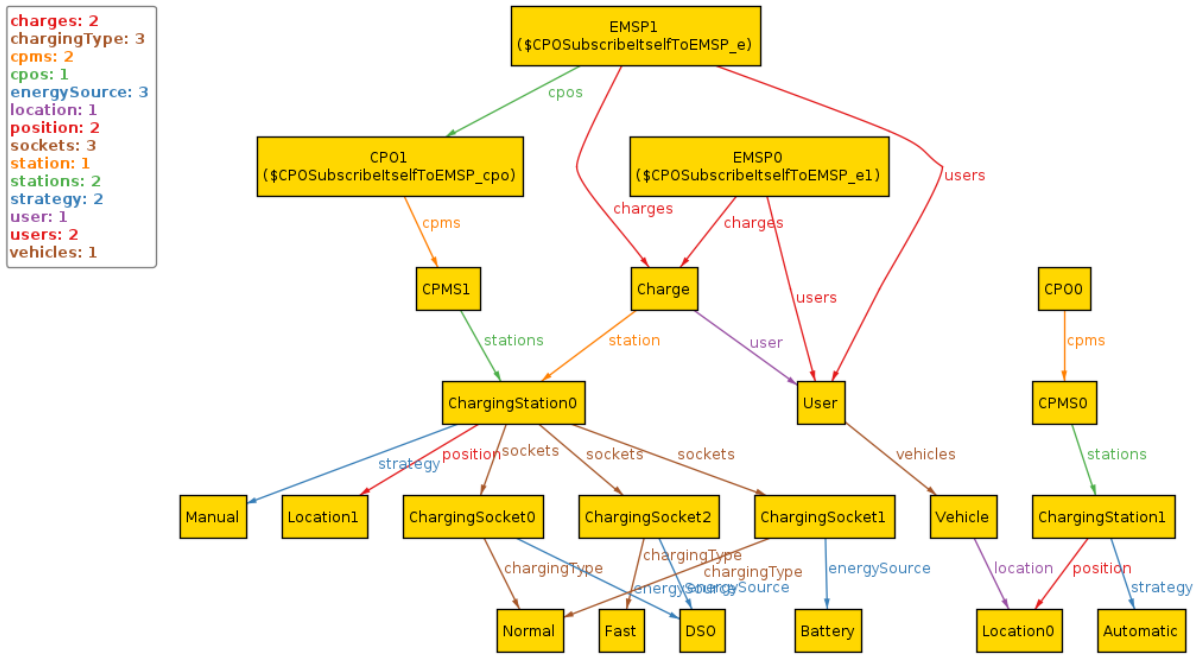 charges: 2
chargingType: 3
cpms: 2
cpos: 1
energySource: 3
location: 1
position: 2
sockets: 3
station: 1
stations: 2
strategy: 2
user: 1
users: 2
vehicles: 1
EMSP1
($CPOSubscribeItselfToEMSP_e)
cpos
CPO1
($CPOSubscribeItselfToEMSP_cpo)
EMSP0
($CPOSubscribeItselfToEMSP_e1)
users
charges
charges
cpms
users
CPMS1
Charge
CPO0
stations
station
user
cpms
ChargingStation0
User
CPMS0
strategy
position
sockets
sockets
sockets
vehicles
stations
Manual
Location1
ChargingSocket0
ChargingSocket2
ChargingSocket1
Vehicle
ChargingStation1
chargingType
energySource
chargingType
energySource
chargingType
energySource
location
position
strategy
Normal
Fast
DSO
Battery
Location0
Automatic